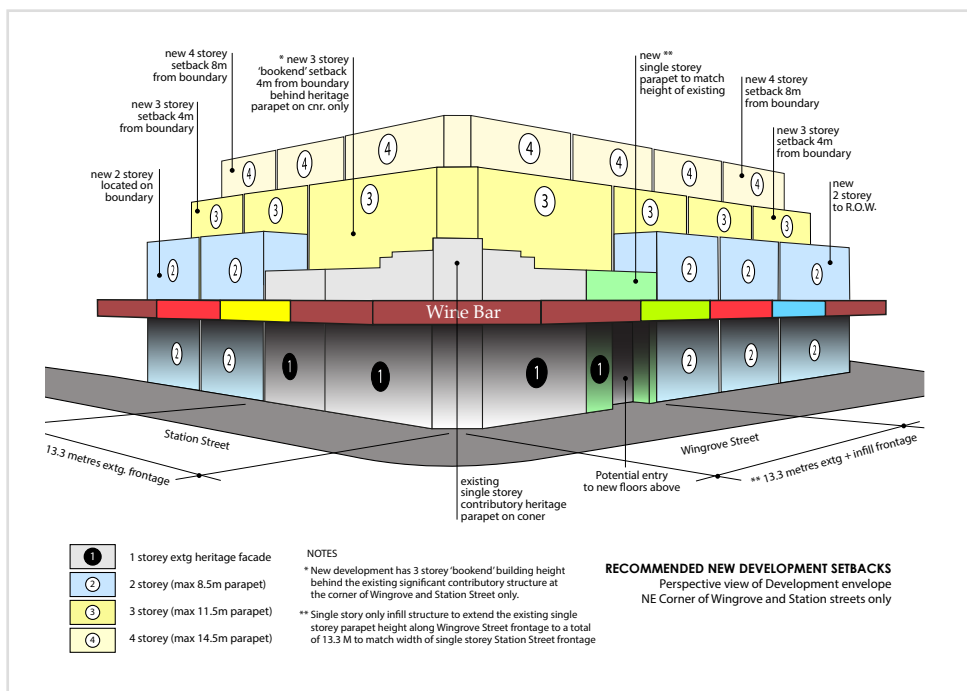 new 4 storey
setback 8m
from boundary
* new 3 storey
'bookend' setback
4m from boundary
behind heritage
parapet on cnr. only
new **
single storey
parapet to match
height of existing
new 4 storey
setback 8m
from boundary
new 3 storey
setback 4m
from boundary
new 3 storey
setback 4m
from boundary
new 2 storey
located on
boundary
new
2 storey
to R.O.W.
4
4
4
4
4
4
4
3
3
3
3
3
3
3
2
2
2
2
2
Wine Bar
2
2
1
1
1
1
2
2
2
Station Street
13.3 metres extg. frontage
Wingrove Street
** 13.3 metres extg + infill frontage
existing
single storey
contributory heritage
parapet on coner
Potential entry
to new floors above
1 1 storey extg heritage facade
2 2 storey (max 8.5m parapet)
3 3 storey (max 11.5m parapet)
4 4 storey (max 14.5m parapet)
NOTES
* New development has 3 storey 'bookend' building height
behind the existing significant contributory structure at
the corner of Wingrove and Station Street only.
** Single story only infill structure to extend the existing single
storey parapet height along Wingrove Street frontage to a total
of 13.3 M to match width of single storey Station Street frontage
RECOMMENDED NEW DEVELOPMENT SETBACKS
Perspective view of Development envelope
NE Corner of Wingrove and Station streets only